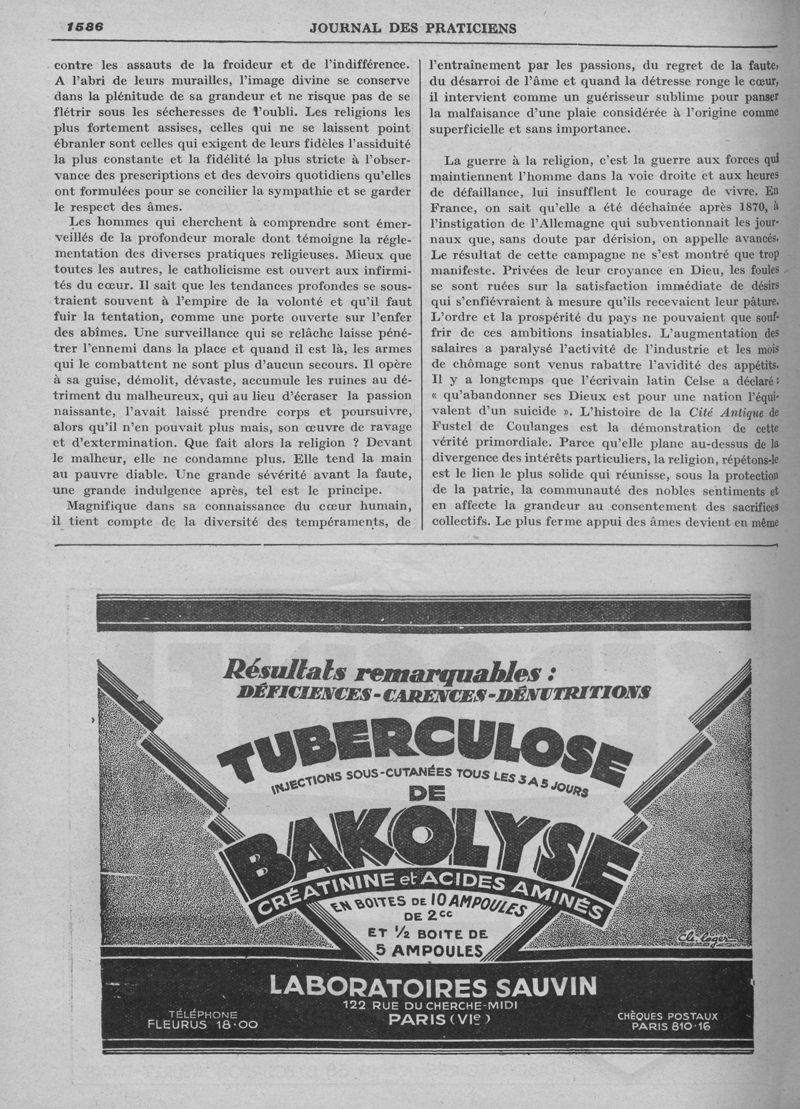 1586
JOURNAL DES PRATICIENS
contre les assauts de la froideur et de l'indifférence.
A l'abri de leurs murailles, l'image divine se conserve
dans la plénitude de sa grandeur et ne risque pas de se
flétrir sous les sécheresses de l'oubli. Les religions les
plus fortement assises, celles qui ne se laissent point
ébranler sont celles qui exigent de leurs fidèles l'assiduité
la plus constante et la fidélité la plus stricte à l'obser-
vance des prescriptions et des devoirs quotidiens qu'elles
ont formulées pour se concilier la sympathie et se garder
le respect des âmes.
Les hommes qui cherchent à comprendre sont émer-
veillés de la profondeur morale dont témoigne la régle-
mentation des diverses pratiques religieuses. Mieux que
toutes les autres, le catholicisme est ouvert aux infirmi-
tés du cœur. Il sait que les tendances profondes se sous-
traient souvent à l'empire de la volonté et qu'il faut
fuir la tentation, comme une porte ouverte sur l'enfer
des abîmes. Une surveillance qui se relâche laisse péné-
trer l'ennemi dans la place et quand il est là, les armes
qui le combattent ne sont plus d'aucun secours. Il opère
à sa guise, démolit, dévaste, accumule les ruines au dé-
triment du malheureux, qui au lieu d'écraser la passion
naissante, l'avait laissé prendre corps et poursuivre,
alors qu'il n'en pouvait plus mais, son œuvre de ravage
et d'extermination. Que fait alors la religion ? Devant
le malheur, elle ne condamne plus. Elle tend la main
au pauvre diable. Une grande sévérité avant la faute,
une grande indulgence après, tel est le principe.
Magnifique dans sa connaissance du cœur humain,
il tient compte de la diversité des tempéraments, de
l'entraînement par les passions, du regret de la faute,
du désarroi de l'âme et quand la détresse ronge le cœur,
il intervient comme un guérisseur sublime pour panser
la malfaisance d'une plaie considérée à l'origine comme
superficielle et sans importance.
La guerre à la religion, c'est la guerre aux forces qui
maintiennent l'homme dans la voie droite et aux heures
de défaillance, lui insufflent le courage de vivre. En
France, on sait qu'elle a été déchaînée après 1870, à
l'instigation de l'Allemagne qui subventionnait les jour-
naux que, sans doute par dérision, on appelle avancés.
Le résultat de cette campagne ne s'est montré que trop
manifeste. Privées de leur croyance en Dieu, les foules
se sont ruées sur la satisfaction immédiate de désirs
qui s'enfiévraient à mesure qu'ils recevaient leur pâture.
L'ordre et la prospérité du pays ne pouvaient que souf-
frir de ces ambitions insatiables. L'augmentation des
salaires a paralysé l'activité de l'industrie et les mois
de chômage sont venus rabattre l'avidité des appétits.
Il y a longtemps que l'écrivain latin Celse a déclaré :
« qu'abandonner ses Dieux est pour une nation l'équi-
valent d'un suicide ». L'histoire de la Cité Antique de
Fustel de Coulanges est la démonstration de cette
vérité primordiale. Parce qu'elle plane au-dessus de la
divergence des intérêts particuliers, la religion, répétons-le
est le lien le plus solide qui réunisse, sous la protection
de la patrie, la communauté des nobles sentiments et
en affecte la grandeur au consentement des sacrifices
collectifs. Le plus ferme appui des âmes devient en même
Résultats remarquables :
DÉFICIENCES-CARENCES-DÉNUTRITIONS
TUBERCULOSE
INJECTIONS SOUS-CUTANÉES TOUS LES 3 A 5 JOURS
DE
BAKOLYSE
CRÉATININE et ACIDES AMINÉS
EN BOITES DE 10 AMPOULES
DE 2cc
ET 1/2 BOITE DE
5 AMPOULES
LABORATOIRES SAUVIN
122 RUE DU CHERCHE-MIDI
PARIS (VIe)
TÉLÉPHONE
FLEURUS 18-00
CHÈQUES POSTAUX
PARIS 810-16